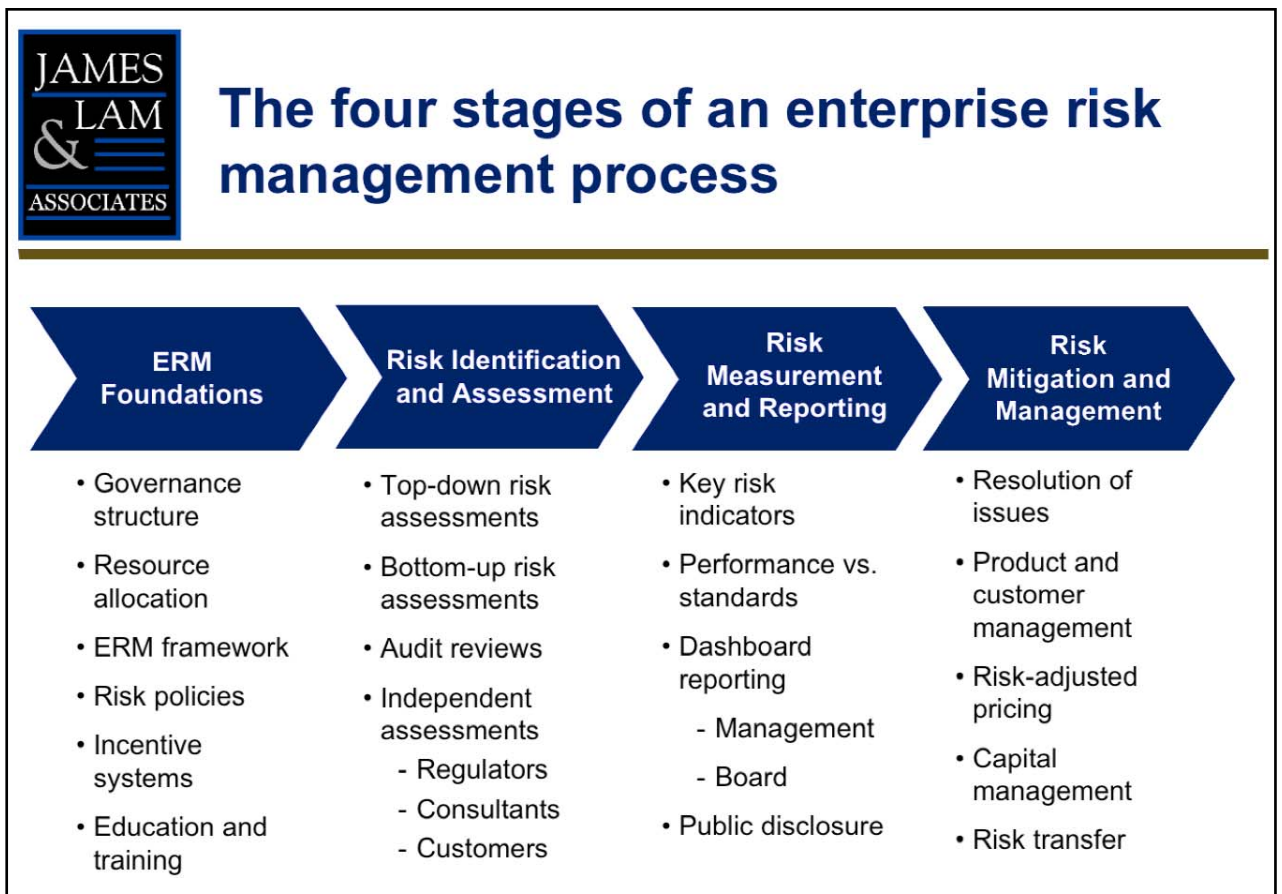 JAMES
& LAM
ASSOCIATES
The four stages of an enterprise risk
management process
ERM
Foundations
• Governance
structure
• Resource
allocation
• ERM framework
• Risk policies
• Incentive
systems
• Education and
training
Risk Identification
and Assessment
• Top-down risk
assessments
• Bottom-up risk
assessments
• Audit reviews
• Independent
assessments
- Regulators
- Consultants
- Customers
Risk
Measurement
and Reporting
• Key risk
indicators
• Performance vs.
standards
• Dashboard
reporting
- Management
- Board
• Public disclosure
Risk
Mitigation and
Management
• Resolution of
issues
• Product and
customer
management
• Risk-adjusted
pricing
• Capital
management
• Risk transfer